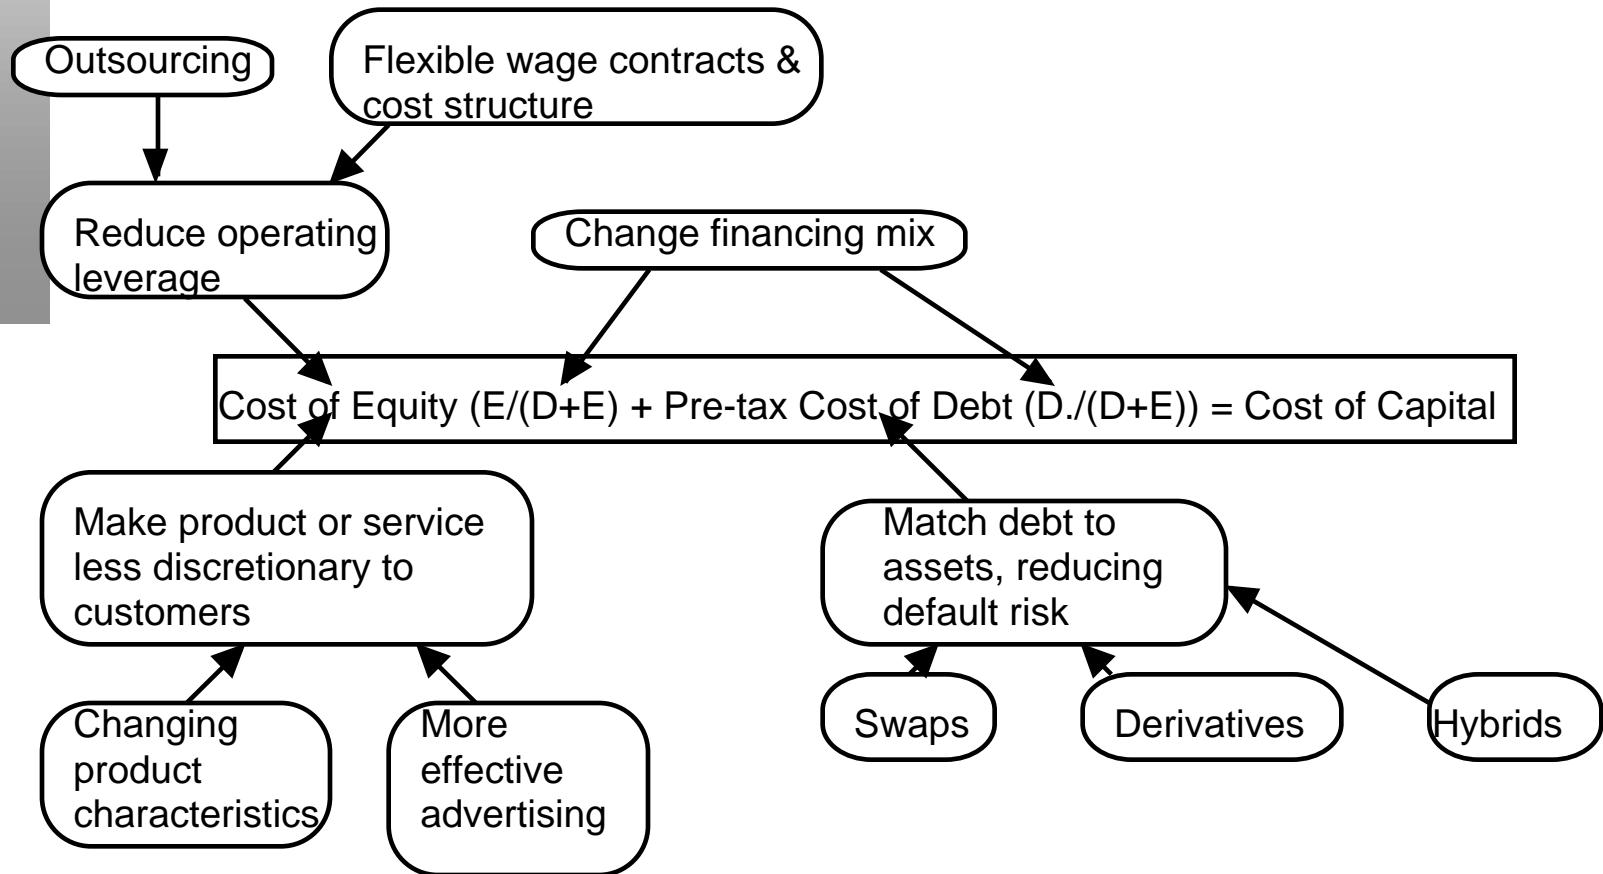 Outsourcing
Flexible wage contracts &
cost structure
Reduce operating
leverage
Change financing mix
Cost of Equity (E/(D+E) + Pre-tax Cost of Debt (D./(D+E)) = Cost of Capital
Make product or service
less discretionary to
customers
Match debt to
assets, reducing
default risk
Changing
product
characteristics
More
effective
advertising
Swaps
Derivatives
Hybrids